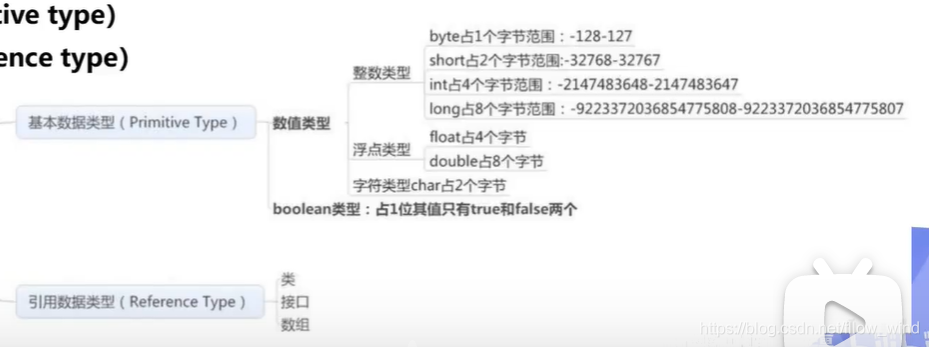 tive type)
ence type)
基本数据类型（Primitive Type）
数值类型
整数类型
byte占1个字节范围：-128-127
short占2个字节范围:-32768-32767
int占4个字节范围：-2147483648-2147483647
long占8个字节范围：-9223372036854775808-9223372036854775807
浮点类型
float占4个字节
double占8个字节
字符类型char占2个字节
boolean类型：占1位其值只有true和false两个
引用数据类型（Reference Type）
类
接口
数组